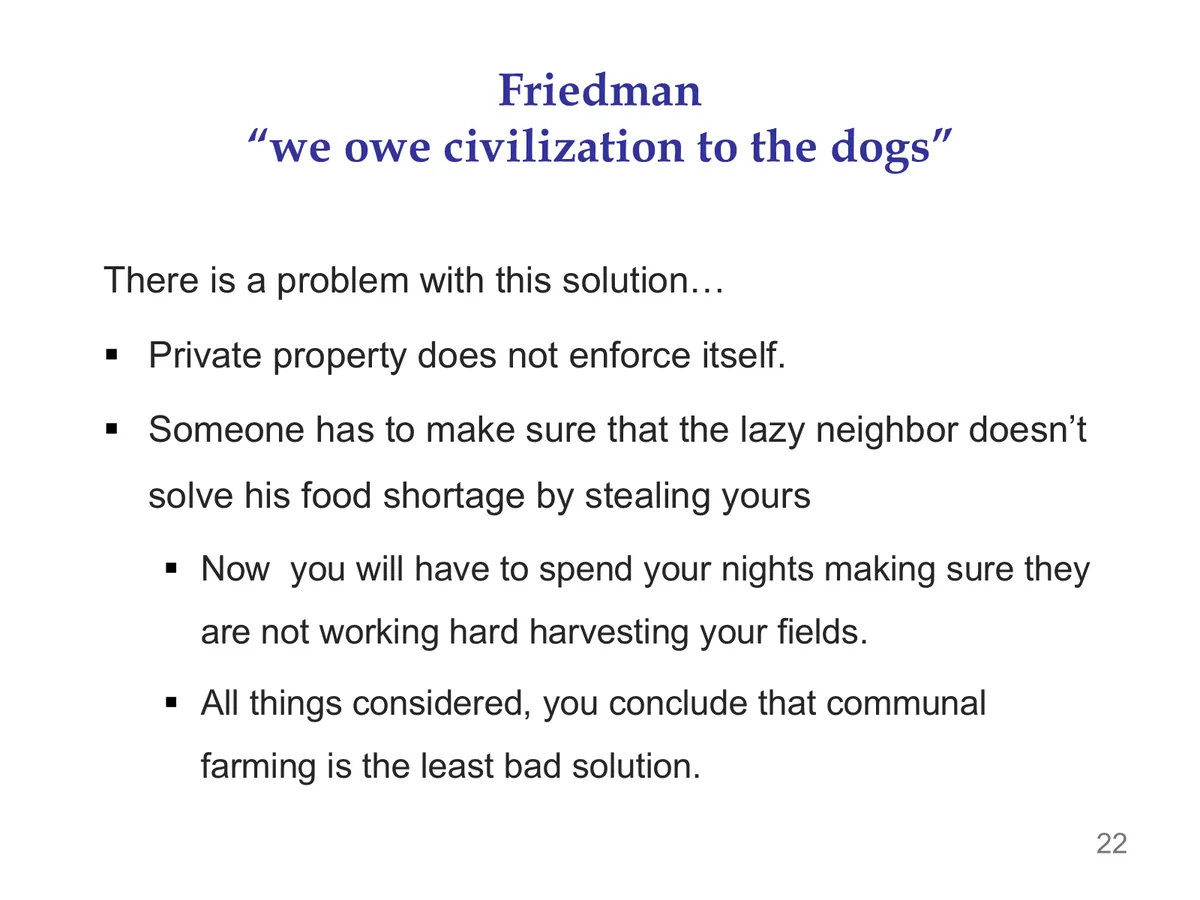 Friedman
“we owe civilization to the dogs”
There is a problem with this solution…
▪ Private property does not enforce itself.
▪ Someone has to make sure that the lazy neighbor doesn’t
solve his food shortage by stealing yours
▪ Now  you will have to spend your nights making sure they
are not working hard harvesting your fields.
▪ All things considered, you conclude that communal
farming is the least bad solution.
22